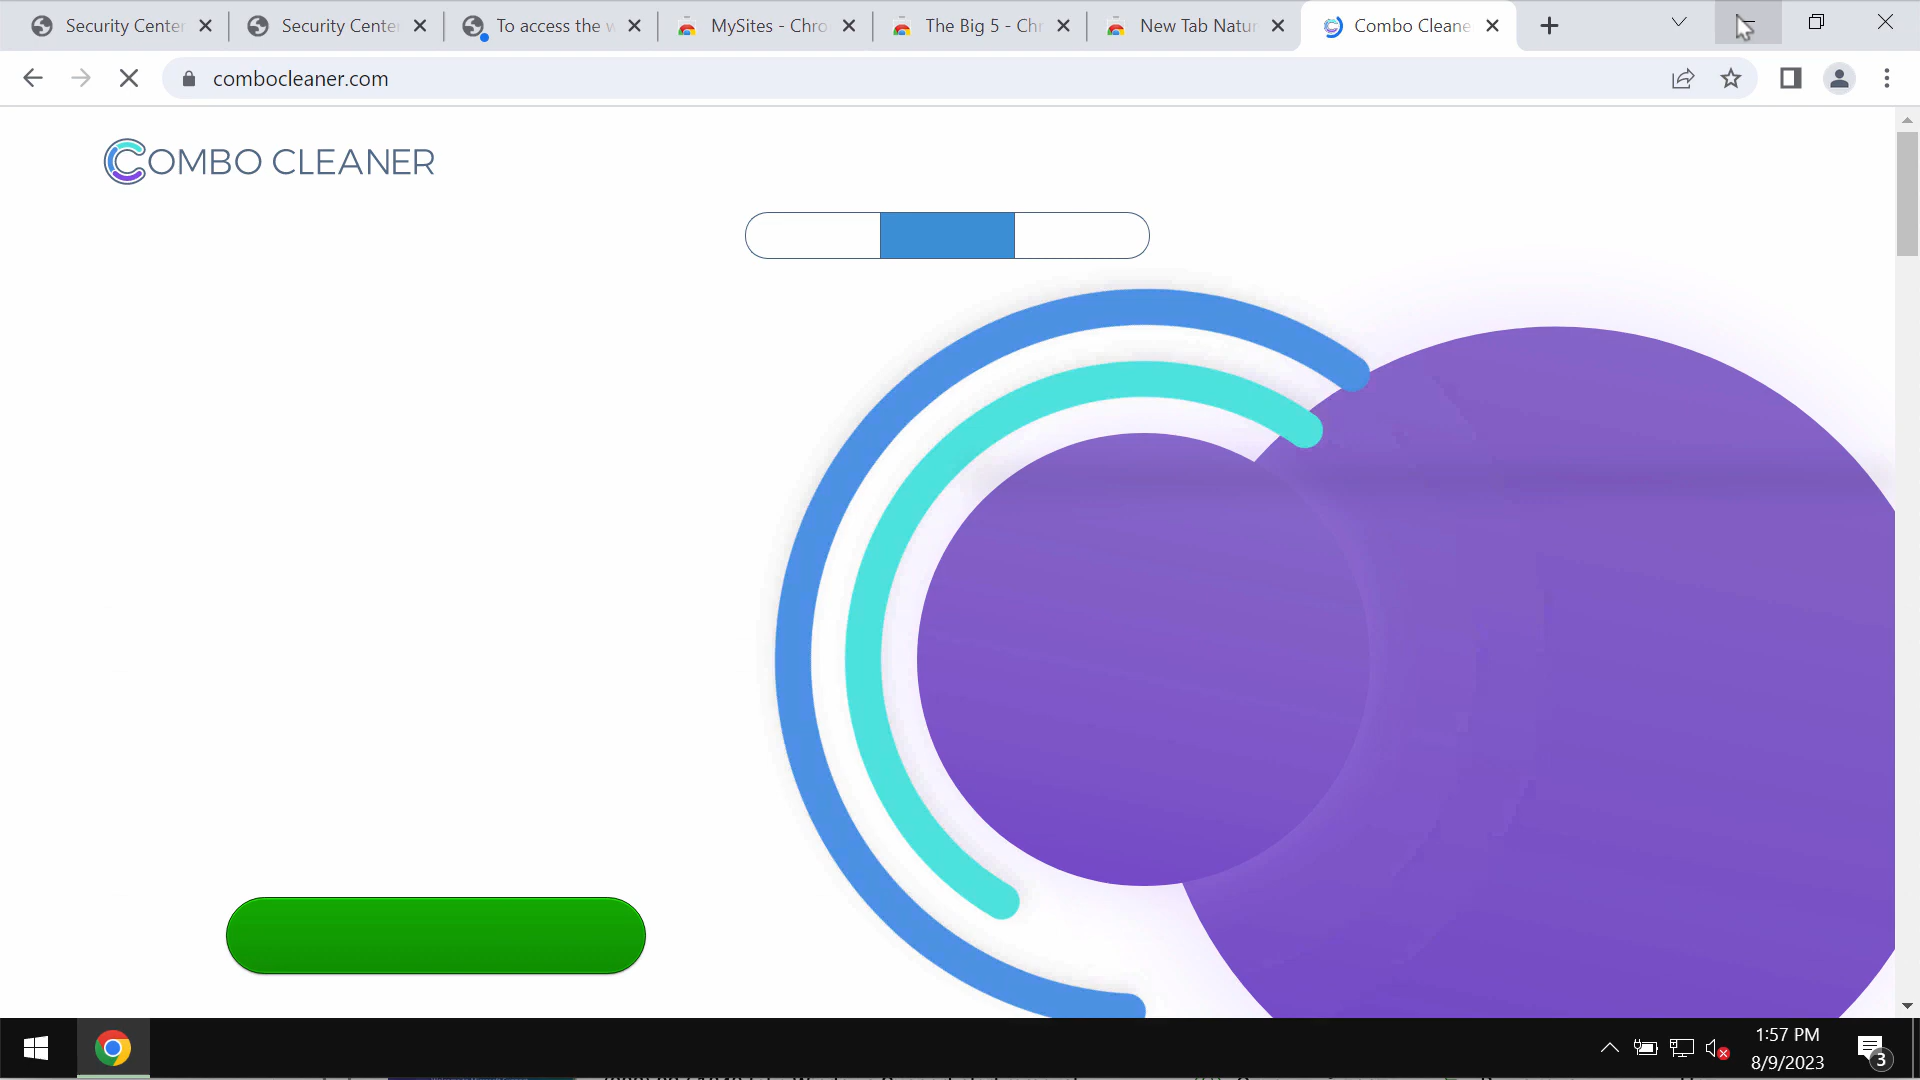 Security Center
Security Center
To access the w
MySites - Chro
The Big 5 - Chr
New Tab Natur
Combo Cleane
combocleaner.com
COMBO CLEANER
1:57 PM
8/9/2023
3